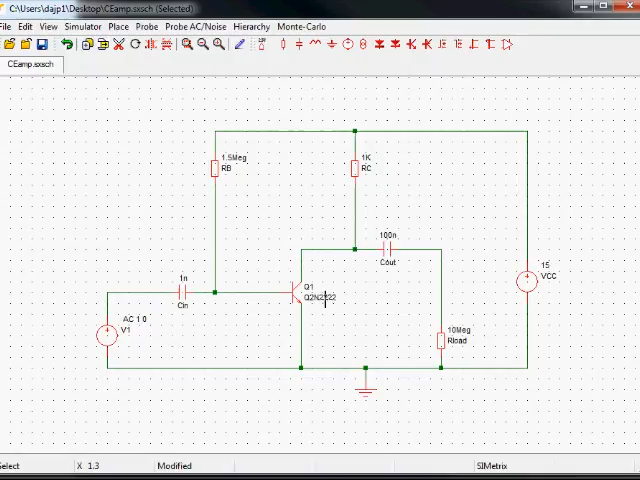 C:\Users\dajp1\Desktop\CEamp.sxsch (Selected)
File Edit View Simulator Place Probe Probe AC/Noise Hierarchy Monte-Carlo
CEamp.sxsch
1.5Meg
RB
1K
RC
100n
Cout
15
VCC
1n
Cin
Q1
Q2N2222
AC 1 0
V1
10Meg
Rload
Select X 1.3 Modified SIMetrix